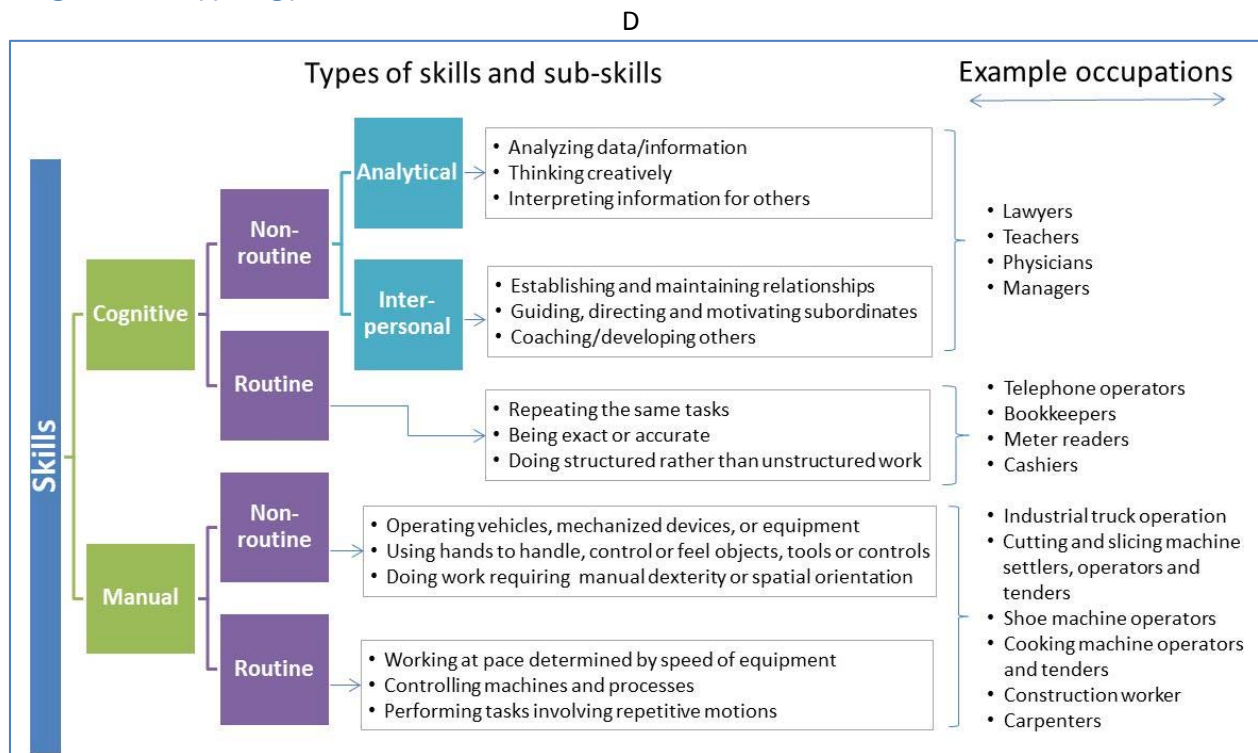 D
Types of skills and sub-skills
Example occupations
Skills
Cognitive
Non-
routine
Analytical
• Analyzing data/information
• Thinking creatively
• Interpreting information for others
Inter-
personal
• Establishing and maintaining relationships
• Guiding, directing and motivating subordinates
• Coaching/developing others
• Lawyers
• Teachers
• Physicians
• Managers
Routine
• Repeating the same tasks
• Being exact or accurate
• Doing structured rather than unstructured work
• Telephone operators
• Bookkeepers
• Meter readers
• Cashiers
Manual
Non-
routine
• Operating vehicles, mechanized devices, or equipment
• Using hands to handle, control or feel objects, tools or controls
• Doing work requiring manual dexterity or spatial orientation
Routine
• Working at pace determined by speed of equipment
• Controlling machines and processes
• Performing tasks involving repetitive motions
• Industrial truck operation
• Cutting and slicing machine
settlers, operators and
tenders
• Shoe machine operators
• Cooking machine operators
and tenders
• Construction worker
• Carpenters